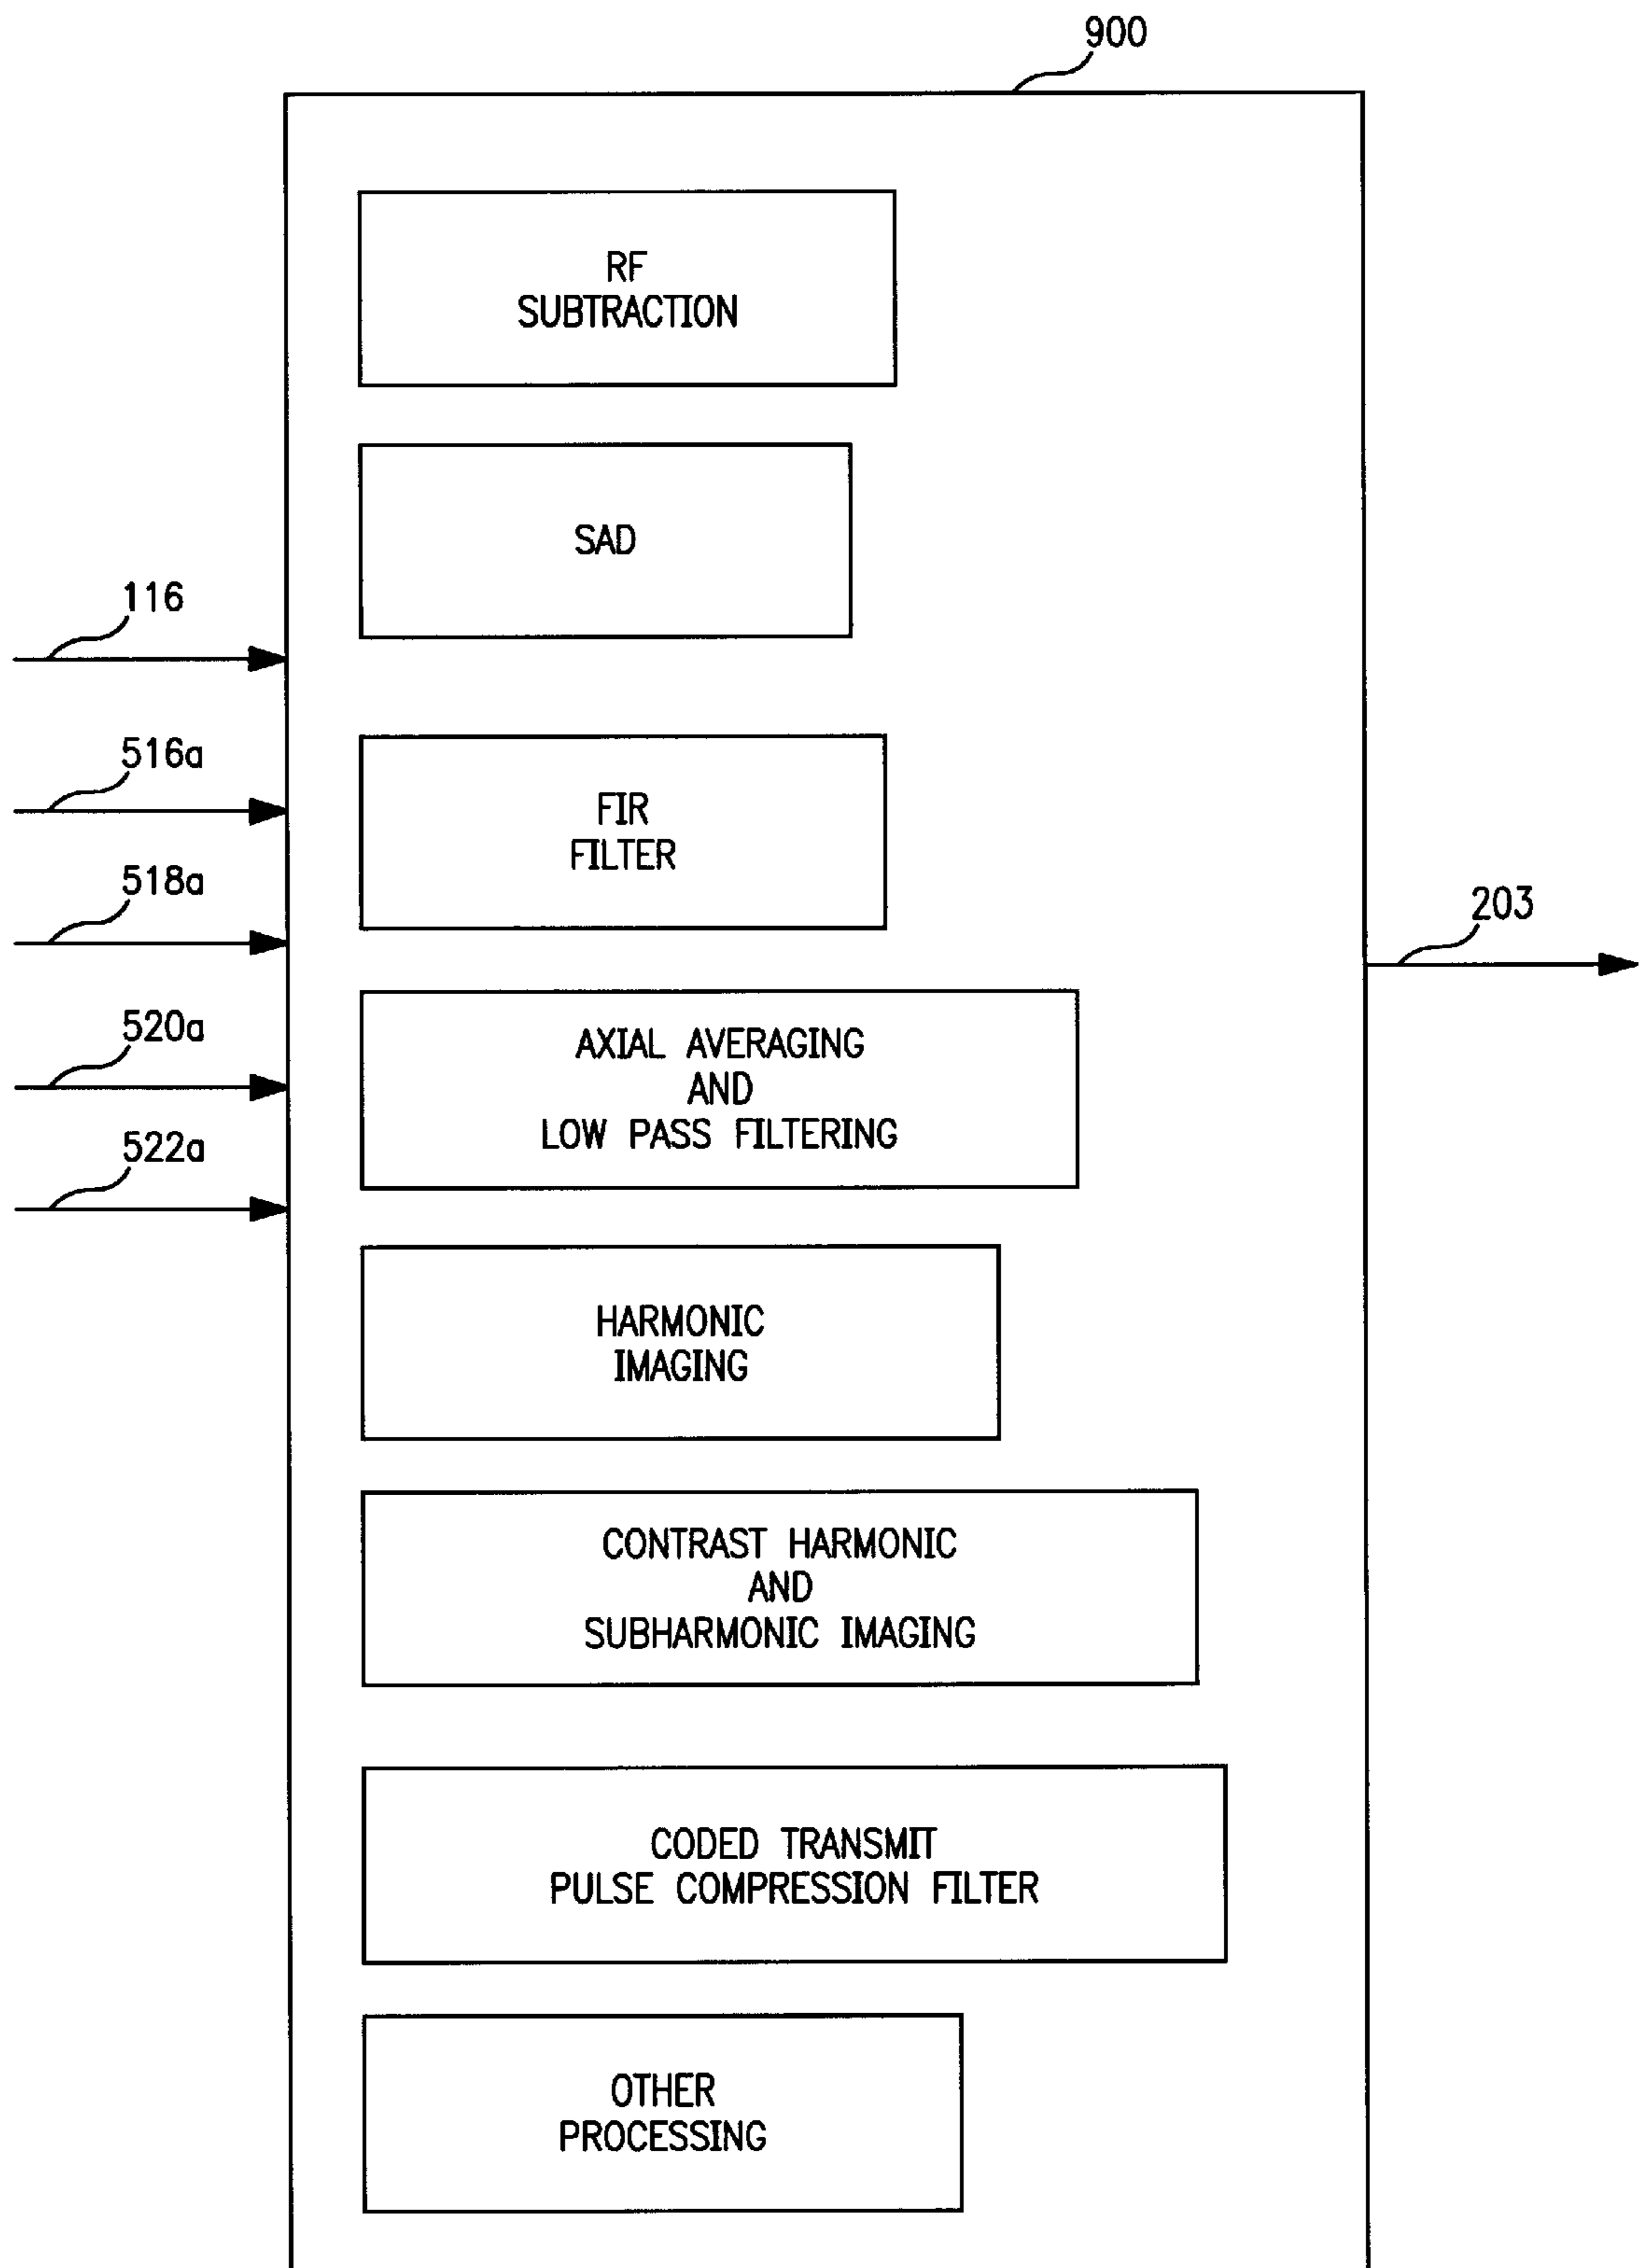 900
RF
SUBTRACTION
SAD
116
516a
FIR
FILTER
518a
203
520a
AXIAL AVERAGING
AND
LOW PASS FILTERING
522a
HARMONIC
IMAGING
CONTRAST HARMONIC
AND
SUBHARMONIC IMAGING
CODED TRANSMIT
PULSE COMPRESSION FILTER
OTHER
PROCESSING